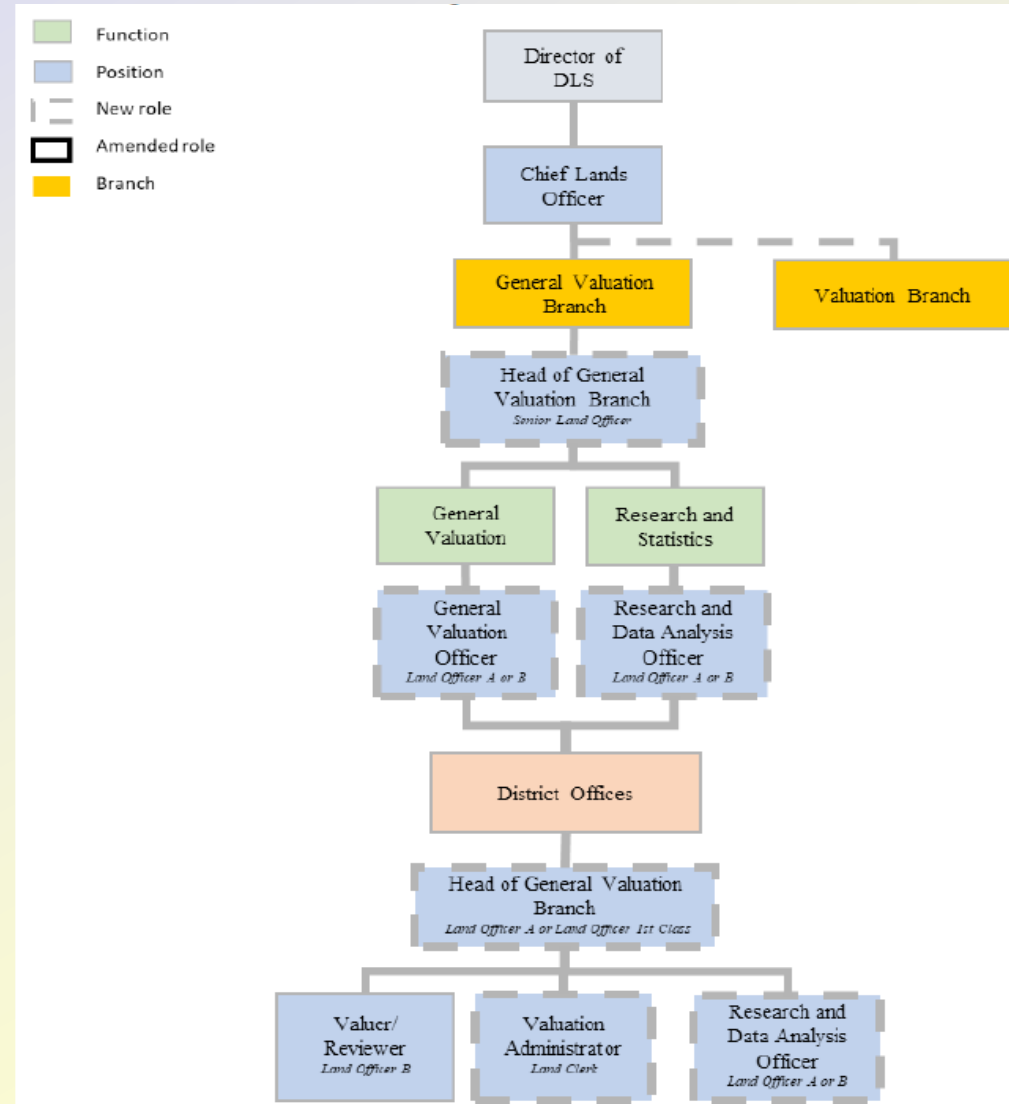 Function
Position
New role
Amended role
Branch
Director of
DLS
Chief Lands
Officer
General Valuation
Branch
Valuation Branch
Head of General
Valuation Branch
Senior Land Officer
General
Valuation
Research and
Statistics
General
Valuation
Officer
Land Officer A or B
Research and
Data Analysis
Officer
Land Officer A or B
District Offices
Head of General Valuation
Branch
Land Officer A or Land Officer 1st Class
Valuer/
Reviewer
Land Officer B
Valuation
Administrator
Land Clerk
Research and
Data Analysis
Officer
Land Officer A or B